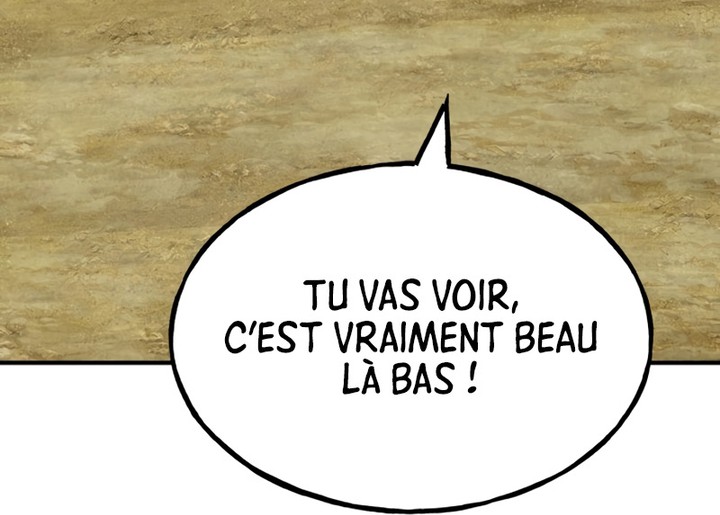 TU VAS VOIR,
C'EST VRAIMENT BEAU
LÀ BAS !